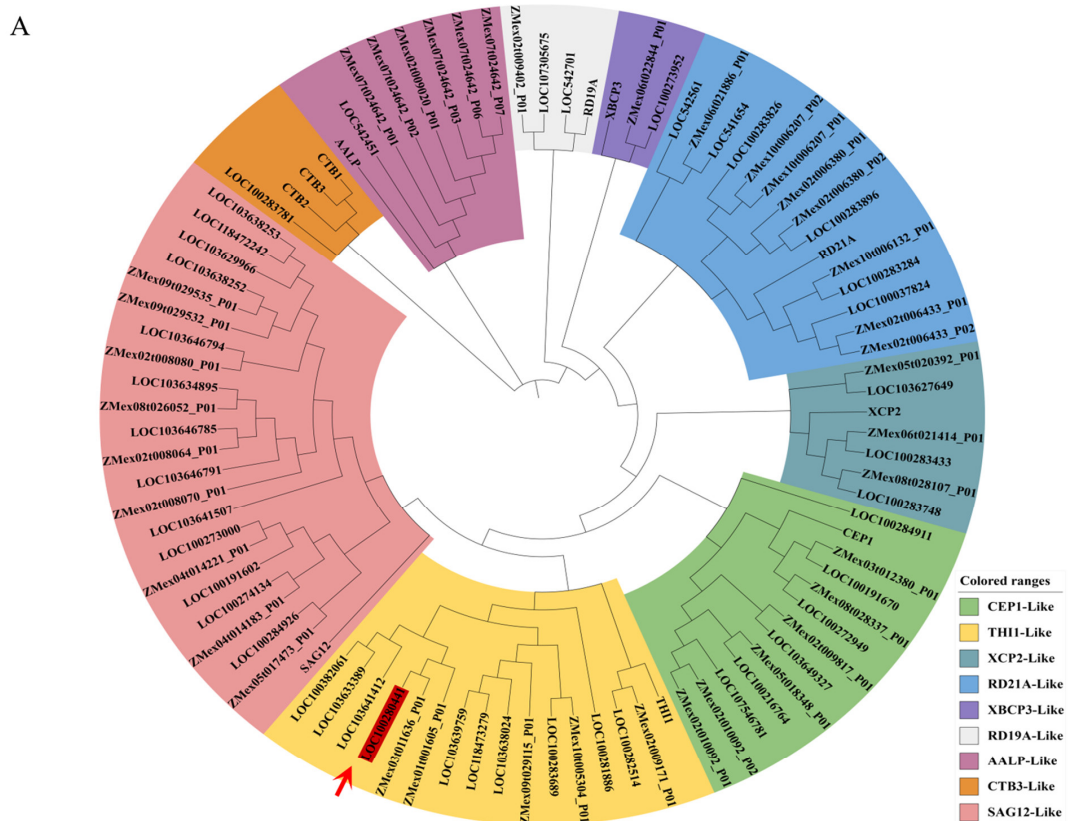 A
ZMex07t024642_P01
ZMex07t024642_P02
ZMex02t009020_P01
ZMex07t024642_P03
ZMex07t024642_P06
ZMex07t024642_P07
LOC542451
AALP
ZMex02t009402_P01
LOC107305675
LOC542701
RD19A
XBCP3
ZMex06t022844_P01
LOC100273952
LOC542561
ZMex06t021886_P01
LOC541654
LOC100283826
ZMex10t006207_P02
ZMex10t006207_P01
ZMex02t006380_P01
ZMex02t006380_P02
LOC100283896
RD21A
ZMex10t006132_P01
LOC100283284
LOC100037824
ZMex02t006433_P01
ZMex02t006433_P02
ZMex05t020392_P01
LOC103627649
XCP2
ZMex06t021414_P01
LOC100283433
ZMex08t028107_P01
LOC100283748
LOC100284911
CEP1
ZMex03t012380_P01
LOC100191670
ZMex08t028337_P01
LOC100272949
ZMex02t009817_P01
LOC103649327
ZMex05t018348_P01
LOC100216764
LOC107546781
ZMex02t010092_P02
ZMex02t010092_P01
THI1
ZMex02t009171_P01
LOC100282514
LOC100281886
ZMex10t005304_P01
LOC100283689
ZMex09t029115_P01
LOC103638024
LOC118473279
LOC103639759
ZMex01t001605_P01
ZMex03t011636_P01
LOC100280441
LOC103641412
LOC103633389
LOC100382061
SAG12
ZMex05t017473_P01
LOC100284926
ZMex04t014183_P01
LOC100274134
LOC100191602
ZMex04t014221_P01
LOC100273000
LOC103641507
ZMex02t008070_P01
LOC103646791
ZMex02t008064_P01
LOC103646785
ZMex08t026052_P01
LOC103634895
ZMex02t008080_P01
LOC103646794
ZMex09t029532_P01
ZMex09t029535_P01
LOC103638252
LOC103629966
LOC118472242
LOC103638253
LOC100283781
CTB2
CTB3
CTB1
Colored ranges
CEP1-Like
THI1-Like
XCP2-Like
RD21A-Like
XBCP3-Like
RD19A-Like
AALP-Like
CTB3-Like
SAG12-Like